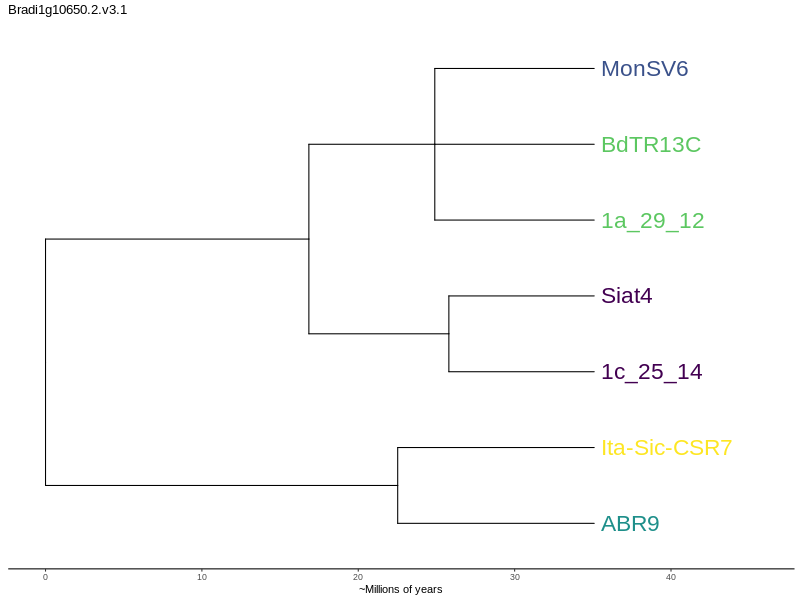 Bradi1g10650.2.v3.1
MonSV6
BdTR13C
1a_29_12
Siat4
1c_25_14
Ita-Sic-CSR7
ABR9
0 10 20 30 40
~Millions of years